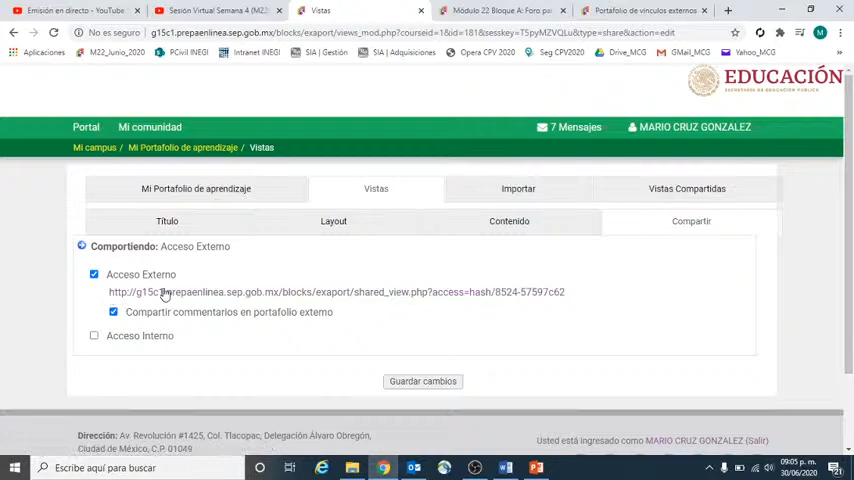 Emisión en directo - YouTube
Sesión Virtual Semana 4 (M22
Vistas
Módulo 22 Bloque A: Foro pa
Portafolio de vínculos externos
No es seguro
g15c1.prepaenlinea.sep.gob.mx/blocks/exaport/views_mod.php?courseid=1&id=181&sesskey=T5pyMZVQLu&type=share&action=edit
Aplicaciones
M22_Junio_2020
PCivil INEGI
Intranet INEGI
SIA | Gestión
SIA | Adquisiciones
Opera CPV 2020
Seg CPV2020
Drive_MCG
GMail_MCG
Yahoo_MCG
EDUCACIÓN
SECRETARÍA DE EDUCACIÓN PÚBLICA
Portal
Mi comunidad
7 Mensajes
MARIO CRUZ GONZALEZ
Mi campus / Mi Portafolio de aprendizaje / Vistas
Mi Portafolio de aprendizaje
Vistas
Importar
Vistas Compartidas
Título
Layout
Contenido
Compartir
Comportiendo: Acceso Externo
Acceso Externo
http://g15c1.prepaenlinea.sep.gob.mx/blocks/exaport/shared_view.php?access=hash/8524-57597c62
Compartir commentarios en portafolio externo
Acceso Interno
Guardar cambios
Dirección: Av. Revolución #1425, Col. Tlacopac, Delegación Álvaro Obregón,
Ciudad de México, C.P. 01049
Usted está ingresado como MARIO CRUZ GONZALEZ (Salir)
Escribe aquí para buscar
09:05 p. m.
30/06/2020
21